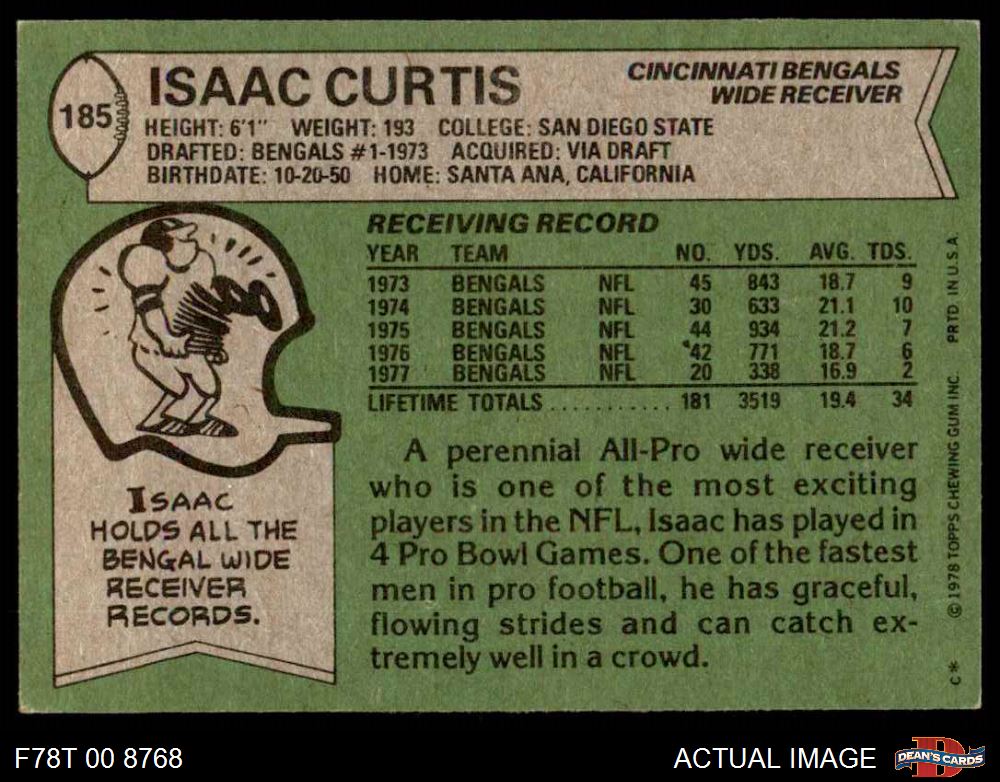 185
ISAAC CURTIS
CINCINNATI BENGALS
WIDE RECEIVER
HEIGHT: 6'1" WEIGHT: 193 COLLEGE: SAN DIEGO STATE
DRAFTED: BENGALS #1-1973 ACQUIRED: VIA DRAFT
BIRTHDATE: 10-20-50 HOME: SANTA ANA, CALIFORNIA
RECEIVING RECORD
YEAR TEAM NO. YDS. AVG. TDS.
1973 BENGALS NFL 45 843 18.7 9
1974 BENGALS NFL 30 633 21.1 10
1975 BENGALS NFL 44 934 21.2 7
1976 BENGALS NFL 42 771 18.7 6
1977 BENGALS NFL 20 338 16.9 2
LIFETIME TOTALS ............ 181 3519 19.4 34
A perennial All-Pro wide receiver
who is one of the most exciting
players in the NFL, Isaac has played in
4 Pro Bowl Games. One of the fastest
men in pro football, he has graceful,
flowing strides and can catch ex-
tremely well in a crowd.
ISAAC
HOLDS ALL THE
BENGAL WIDE
RECEIVER
RECORDS.
C* © 1978 TOPPS CHEWING GUM INC. PRTD. IN U.S.A.
F78T 00 8768
ACTUAL IMAGE
D
DEAN'S CARDS